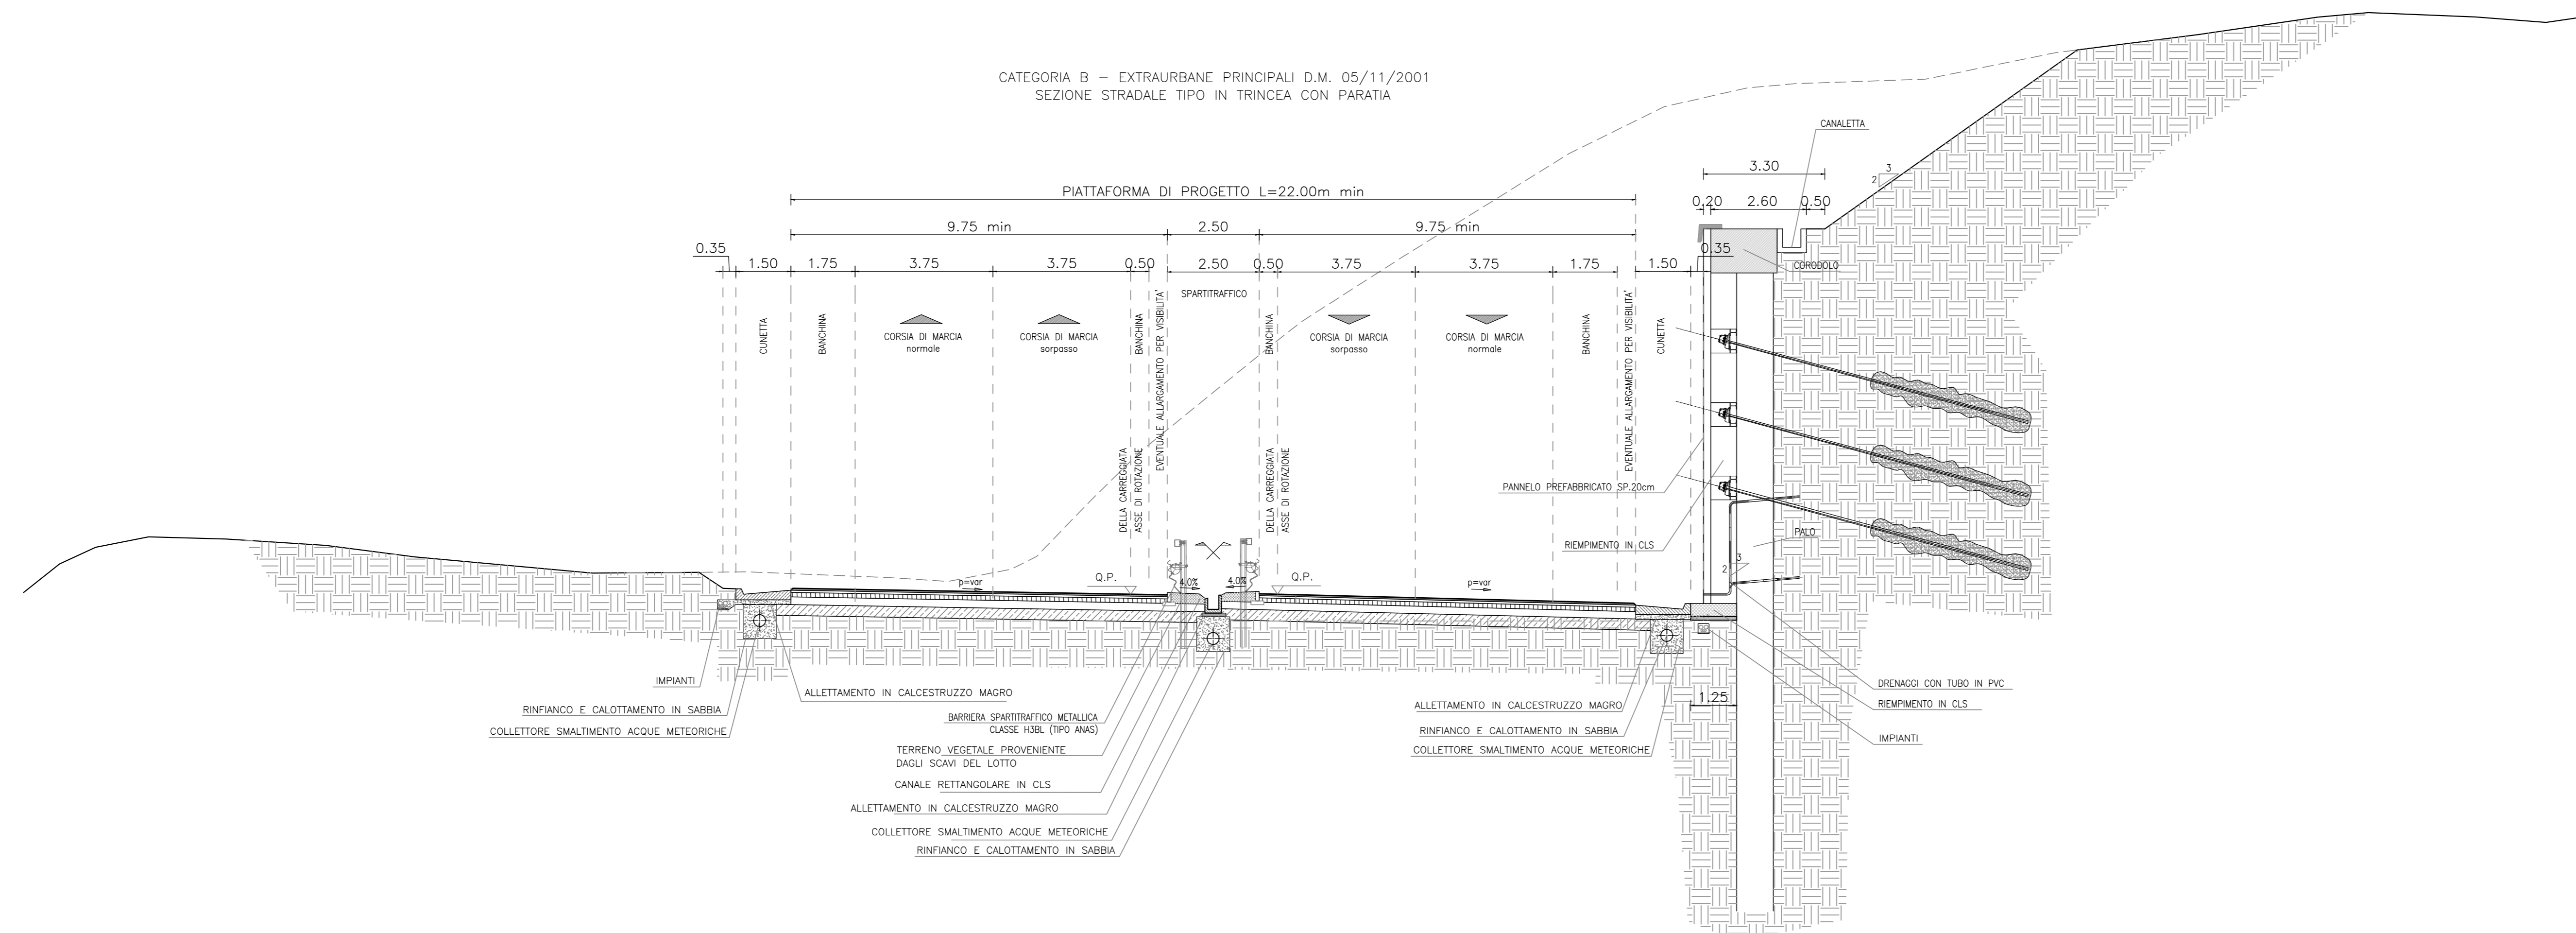 CATEGORIA B – EXTRAURBANE PRINCIPALI D.M. 05/11/2001
SEZIONE STRADALE TIPO IN TRINCEA CON PARATIA
CANALETTA
3.30
3
2
PIATTAFORMA DI PROGETTO L=22.00m min
0.20
2.60
0.50
9.75 min
2.50
9.75 min
0.35
0.35
1.50
1.75
3.75
3.75
0.50
2.50
0.50
3.75
3.75
1.75
1.50
CORODOLO
SPARTITRAFFICO
CUNETTA
BANCHINA
CORSIA DI MARCIA
normale
CORSIA DI MARCIA
sorpasso
BANCHINA
EVENTUALE ALLARGAMENTO PER VISIBILITA'
BANCHINA
CORSIA DI MARCIA
sorpasso
CORSIA DI MARCIA
normale
BANCHINA
EVENTUALE ALLARGAMENTO PER VISIBILITA'
CUNETTA
DELLA CARREGGIATA
ASSE DI ROTAZIONE
DELLA CARREGGIATA
ASSE DI ROTAZIONE
PANNELO PREFABBRICATO SP.20cm
RIEMPIMENTO IN CLS
PALO
3
2
p=var
Q.P.
4.0%
4.0%
Q.P.
p=var
IMPIANTI
RINFIANCO E CALOTTAMENTO IN SABBIA
COLLETTORE SMALTIMENTO ACQUE METEORICHE
ALLETTAMENTO IN CALCESTRUZZO MAGRO
BARRIERA SPARTITRAFFICO METALLICA
CLASSE H3BL (TIPO ANAS)
TERRENO VEGETALE PROVENIENTE
DAGLI SCAVI DEL LOTTO
CANALE RETTANGOLARE IN CLS
ALLETTAMENTO IN CALCESTRUZZO MAGRO
COLLETTORE SMALTIMENTO ACQUE METEORICHE
RINFIANCO E CALOTTAMENTO IN SABBIA
ALLETTAMENTO IN CALCESTRUZZO MAGRO
RINFIANCO E CALOTTAMENTO IN SABBIA
COLLETTORE SMALTIMENTO ACQUE METEORICHE
1.25
DRENAGGI CON TUBO IN PVC
RIEMPIMENTO IN CLS
IMPIANTI